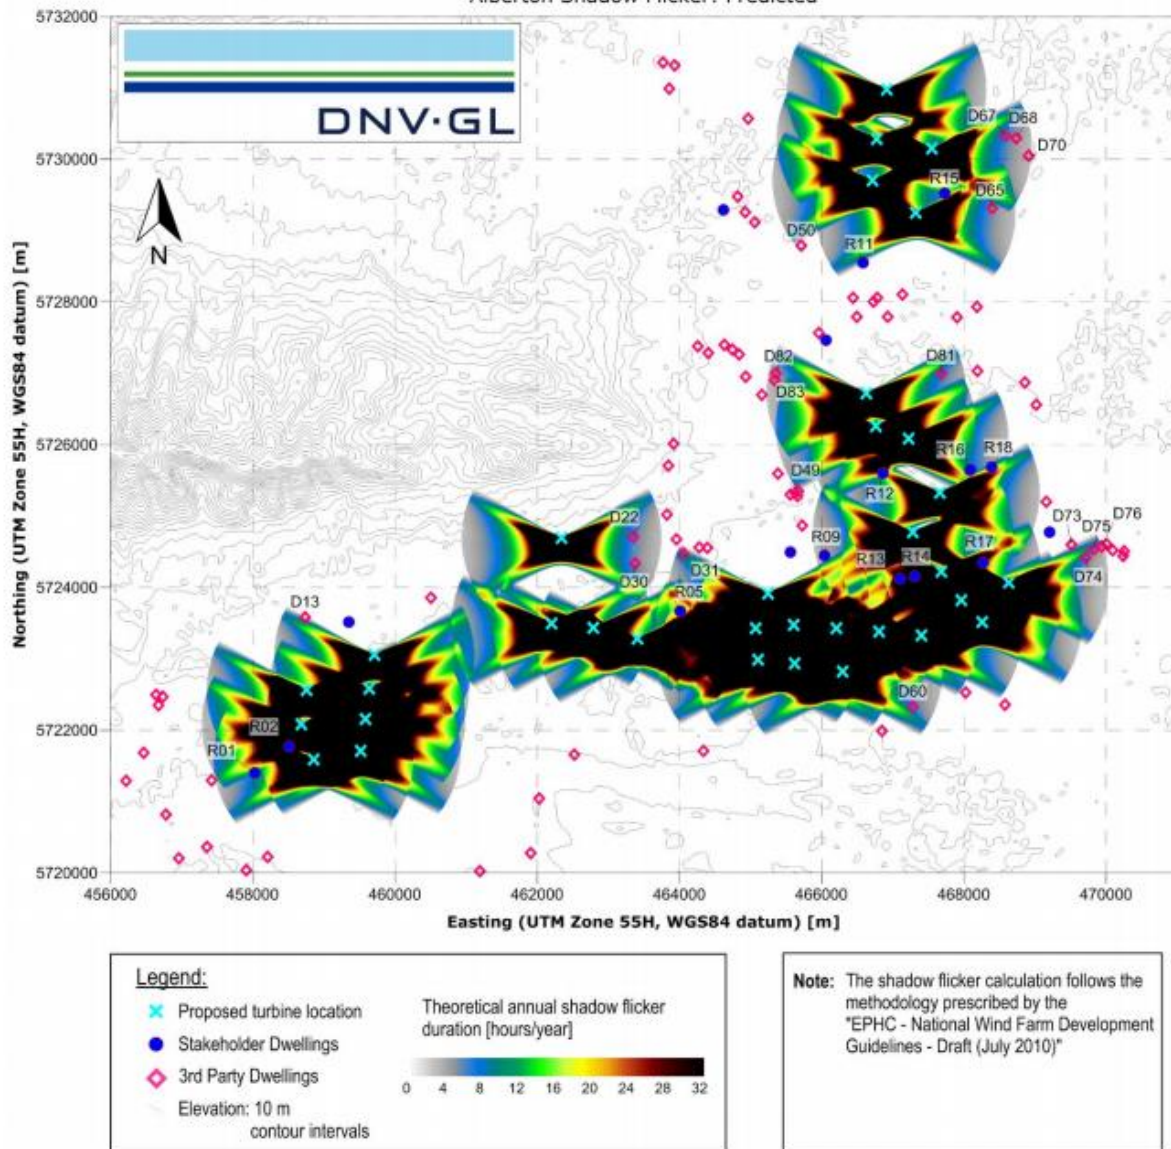 Alberton Shadow Flicker: Predicted
DNV·GL
N
Northing (UTM Zone 55H, WGS84 datum) [m]
5732000
5730000
5728000
5726000
5724000
5722000
5720000
D67
D68
D70
R15
D65
D50
R11
D82
D81
D83
R16
R18
D49
R12
D22
R09
D73
D75
D76
R13
R14
R17
D30
D31
D74
R05
D13
D60
R02
R01
456000
458000
460000
462000
464000
466000
468000
470000
Easting (UTM Zone 55H, WGS84 datum) [m]
Legend:
Proposed turbine location
Stakeholder Dwellings
3rd Party Dwellings
Elevation: 10 m
contour intervals
Theoretical annual shadow flicker
duration [hours/year]
0 4 8 12 16 20 24 28 32
Note: The shadow flicker calculation follows the
methodology prescribed by the
"EPHC - National Wind Farm Development
Guidelines - Draft (July 2010)"